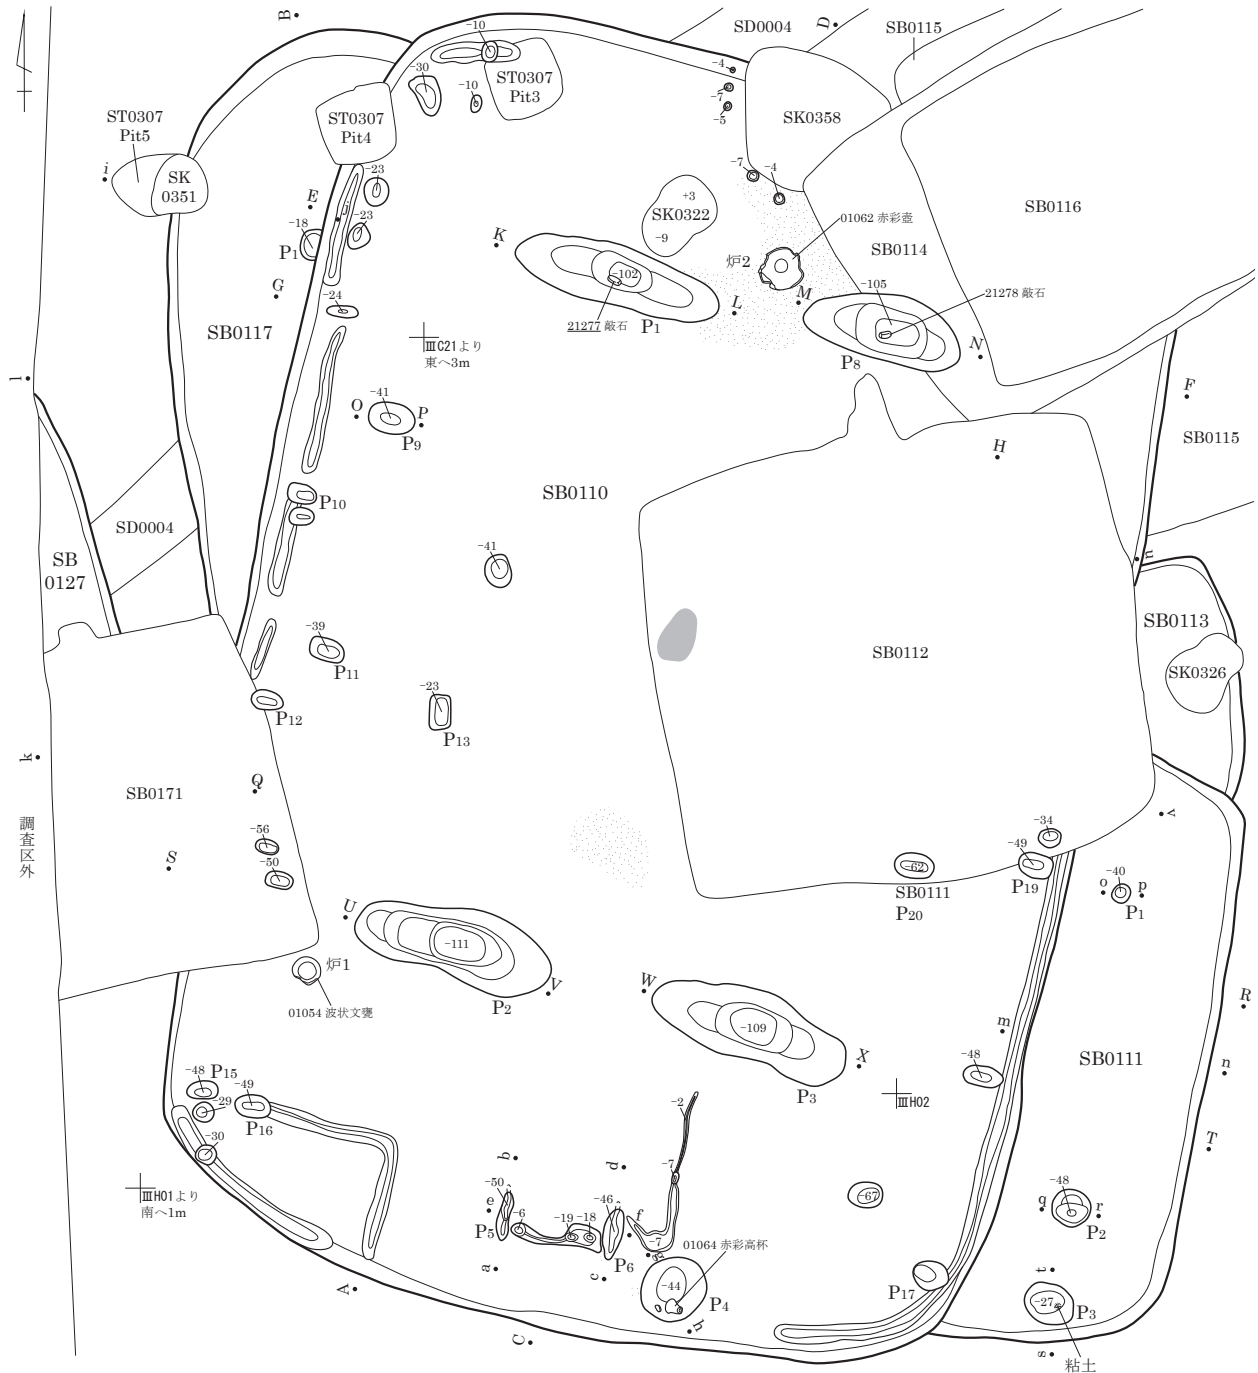 B
-10
D
SD0004
SB0115
-30
-10
ST0307
Pit3
-4
-7
-5
ST0307
Pit5
ST0307
Pit4
SK0358
i
SK
0351
-23
-7
-4
E
j
+3
SK0322
-9
01062 赤彩壺
SB0116
-18
P1
-23
K
炉2
SB0114
G
-24
-102
L
M
-105
21278 敲石
21277 敲石
P1
SB0117
ⅢC21より
東へ3m
P8
N
l
F
-41
O
P
P9
H
SB0115
SB0110
P10
SD0004
SB
0127
-41
u
SB0113
-39
P11
SB0112
SK0326
-23
P12
P13
k
Q
SB0171
調査区外
v
-34
-56
-50
S
-49
-62
SB0111
P20
P19
-40
o
p
P1
U
-111
炉1
V
P2
W
R
01054 波状文甕
-109
m
X
P3
SB0111
n
-48
P15
-49
-48
-29
P16
ⅢH02
-2
-30
b
d
-7
T
ⅢH01より
南へ1m
-50
e
-46
-67
-48
q
r
P2
-6
-19
-18
f
P5
P6
-7
g
01064 赤彩高杯
a
c
-44
P4
P17
t
-27
P3
A
h
C
s
粘土